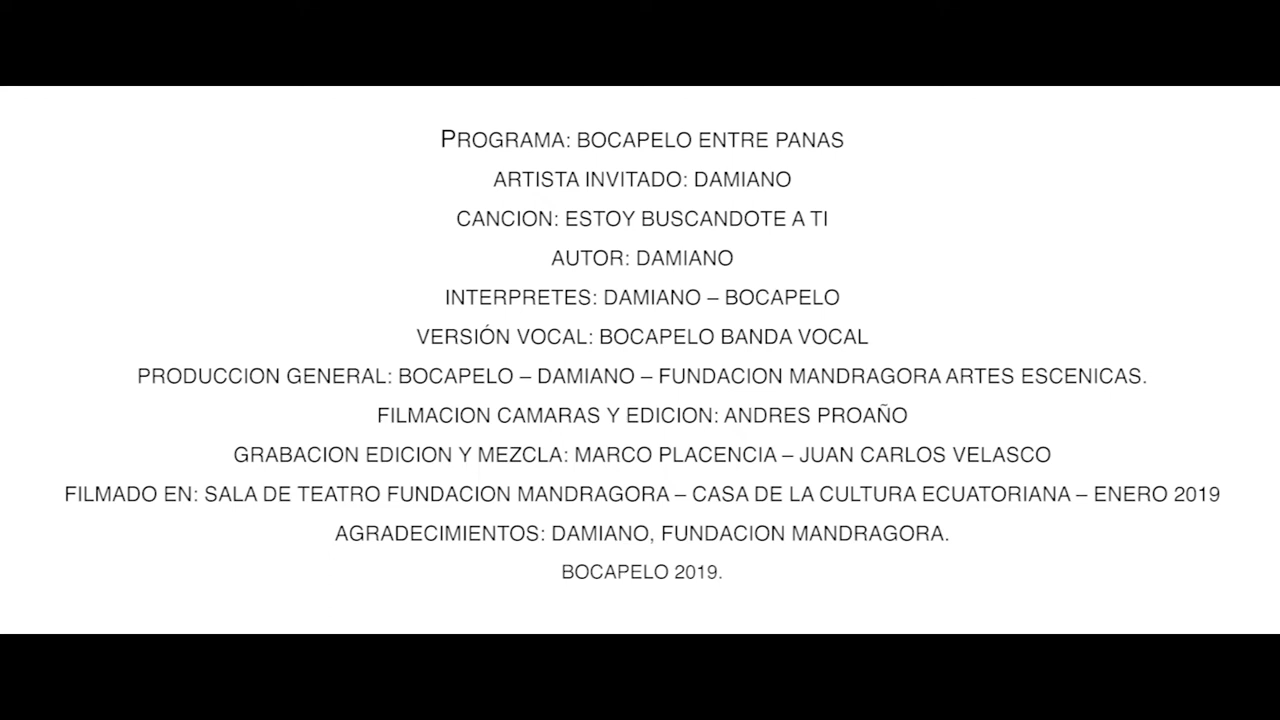 PROGRAMA: BOCAPELO ENTRE PANAS
ARTISTA INVITADO: DAMIANO
CANCION: ESTOY BUSCANDOTE A TI
AUTOR: DAMIANO
INTERPRETES: DAMIANO – BOCAPELO
VERSIÓN VOCAL: BOCAPELO BANDA VOCAL
PRODUCCION GENERAL: BOCAPELO – DAMIANO – FUNDACION MANDRAGORA ARTES ESCENICAS.
FILMACION CAMARAS Y EDICION: ANDRES PROAÑO
GRABACION EDICION Y MEZCLA: MARCO PLACENCIA – JUAN CARLOS VELASCO
FILMADO EN: SALA DE TEATRO FUNDACION MANDRAGORA – CASA DE LA CULTURA ECUATORIANA – ENERO 2019
AGRADECIMIENTOS: DAMIANO, FUNDACION MANDRAGORA.
BOCAPELO 2019.